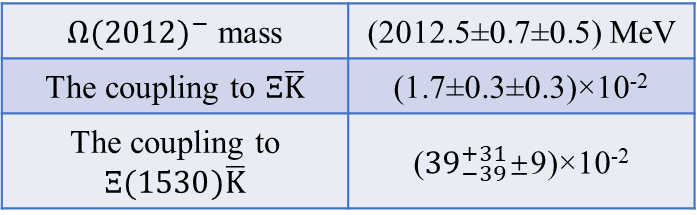 Ω(2012)⁻ mass
(2012.5±0.7±0.5) MeV
The coupling to ΞK̅
(1.7±0.3±0.3)×10⁻²
The coupling to
Ξ(1530)K̅
(39⁺³¹₋₃₉±9)×10⁻²